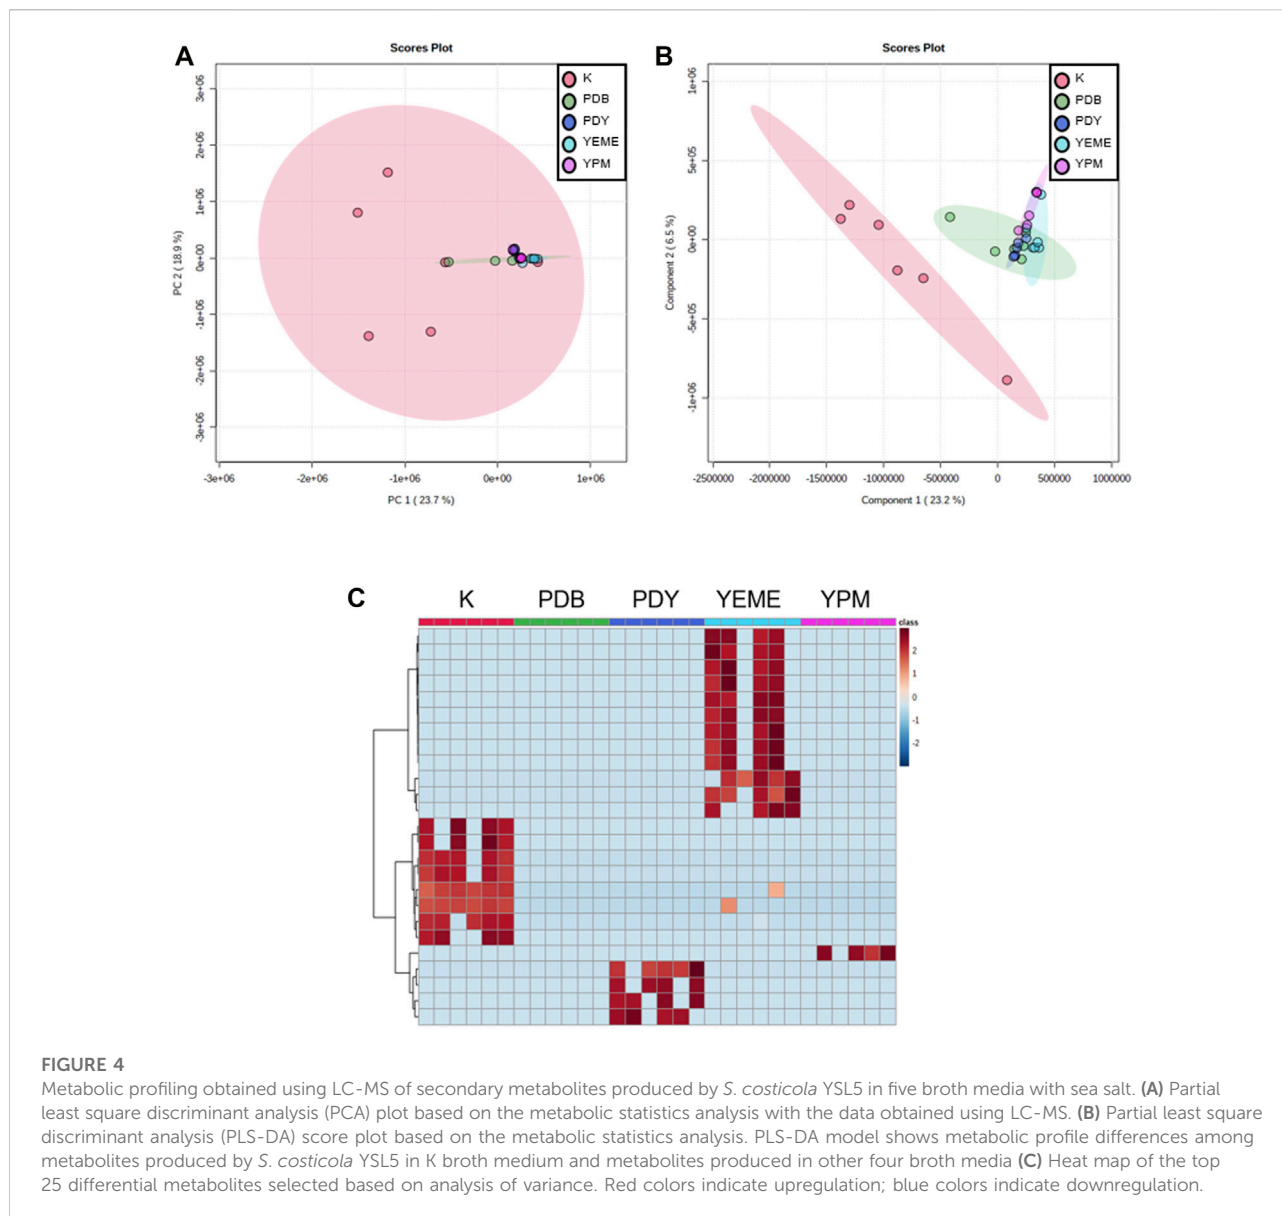 A
Scores Plot
K
PDB
PDY
YEME
YPM
3e+06
2e+06
1e+06
0e+00
-1e+06
-2e+06
-3e+06
PC 2 ( 18.9 %)
-3e+06
-2e+06
-1e+06
0e+00
1e+06
PC 1 ( 23.7 %)
B
Scores Plot
K
PDB
PDY
YEME
YPM
1e+06
5e+05
0e+00
-5e+05
-1e+06
Component 2 ( 6.5 %)
-2500000
-2000000
-1500000
-1000000
-500000
0
500000
1000000
Component 1 ( 23.2 %)
C
K
PDB
PDY
YEME
YPM
class
2
1
0
-1
-2
FIGURE 4
Metabolic profiling obtained using LC-MS of secondary metabolites produced by S. costicola YSL5 in five broth media with sea salt. (A) Partial
least square discriminant analysis (PCA) plot based on the metabolic statistics analysis with the data obtained using LC-MS. (B) Partial least square
discriminant analysis (PLS-DA) score plot based on the metabolic statistics analysis. PLS-DA model shows metabolic profile differences among
metabolites produced by S. costicola YSL5 in K broth medium and metabolites produced in other four broth media (C) Heat map of the top
25 differential metabolites selected based on analysis of variance. Red colors indicate upregulation; blue colors indicate downregulation.